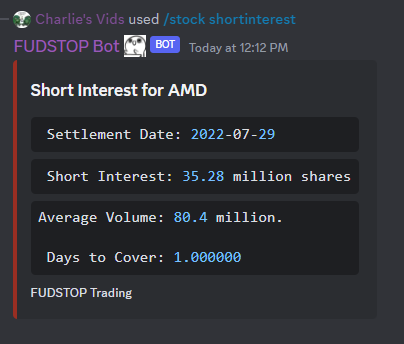 Charlie's Vids used /stock shortinterest
FUDSTOP Bot BOT Today at 12:12 PM
Short Interest for AMD
Settlement Date: 2022-07-29
Short Interest: 35.28 million shares
Average Volume: 80.4 million.
Days to Cover: 1.000000
FUDSTOP Trading